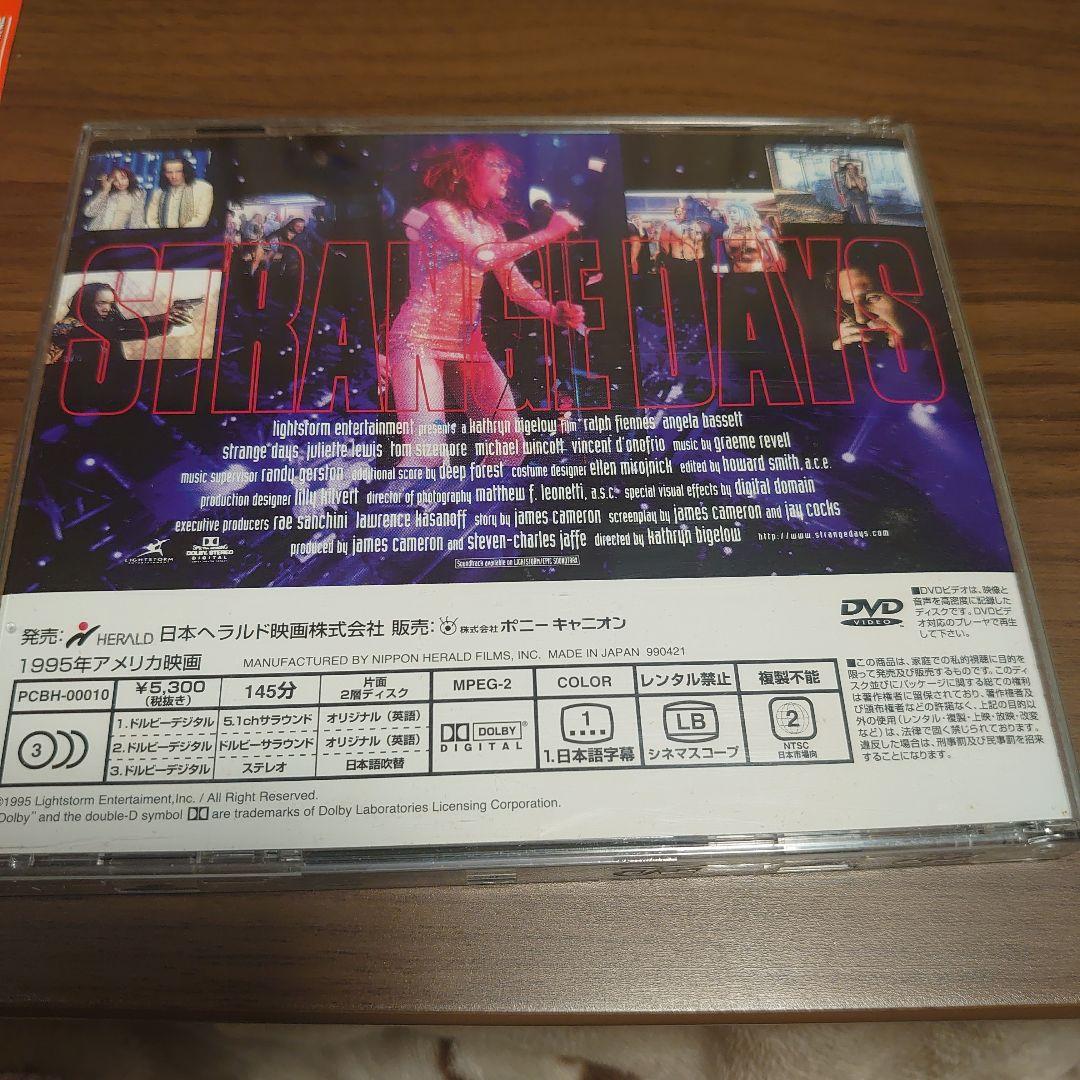 STRANGE DAYS
lightstorm entertainment presents a kathryn bigelow film ralph fiennes angela bassett
strange days juliette lewis tom sizemore michael wincott vincent d'onofrio music by graeme revell
music supervisor randy gerston additional score by deep forest costume designer ellen mirojnick edited by howard smith, a.c.e.
production designer lilly kilvert director of photography matthew f. leonetti, a.s.c. special visual effects by digital domain
executive producers rae sanchini lawrence kasanoff story by james cameron screenplay by james cameron and jay cocks
produced by james cameron and steven-charles jaffe directed by kathryn bigelow http://www.strangedays.com
LIGHTSTORM
DOLBY STEREO
DIGITAL
Soundtrack available on LIGHTSTORM/EPIC SOUNDTRAX
発売: HERALD 日本ヘラルド映画株式会社 販売: 株式会社 ポニーキャニオン
DVD
VIDEO
■DVDビデオは、映像と
音声を高密度に記録した
ディスクです。DVDビデ
オ対応のプレーヤで再生
して下さい。
1995年アメリカ映画 MANUFACTURED BY NIPPON HERALD FILMS, INC. MADE IN JAPAN 990421
PCBH-00010 ¥5,300 (税抜き) 145分 片面 2層ディスク MPEG-2 COLOR レンタル禁止 複製不能
3
1.ドルビーデジタル 5.1chサラウンド オリジナル(英語)
2.ドルビーデジタル ドルビーサラウンド オリジナル(英語)
3.ドルビーデジタル ステレオ 日本語吹替
DOLBY
DIGITAL
1
1.日本語字幕
LB
シネマスコープ
2
NTSC
日本市場向
■この商品は、家庭での私的視聴に目的を
限って発売及び販売するものです。このディ
スク並びにパッケージに関する総ての権利
は著作権者に留保されており、著作権者及
び頒布権者などの許諾なく、上記の目的以
外の使用(レンタル・複製・上映・放映・改変
など)は、法律で固く禁じられております。
違反した場合は、刑事罰及び民事罰を招来
することになります。
©1995 Lightstorm Entertaiment,Inc. / All Right Reserved.
Dolby" and the double-D symbol are trademarks of Dolby Laboratories Licensing Corporation.